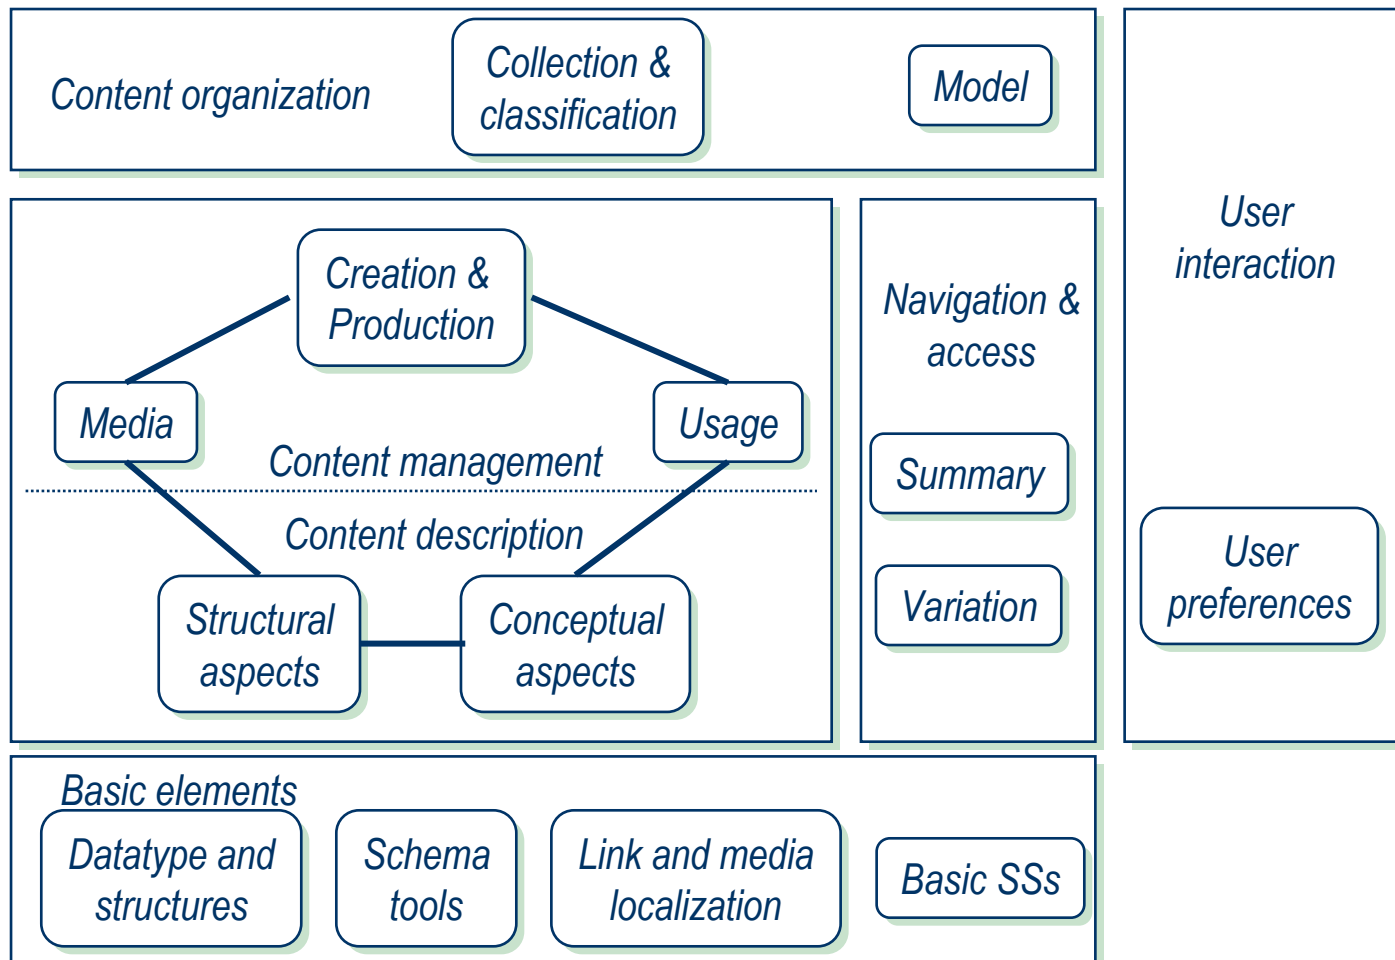 Content organization
Collection &
classification
Model
Creation &
Production
Media
Usage
Content management
Content description
Structural
aspects
Conceptual
aspects
Navigation &
access
Summary
Variation
User
interaction
User
preferences
Basic elements
Datatype and
structures
Schema
tools
Link and media
localization
Basic SSs